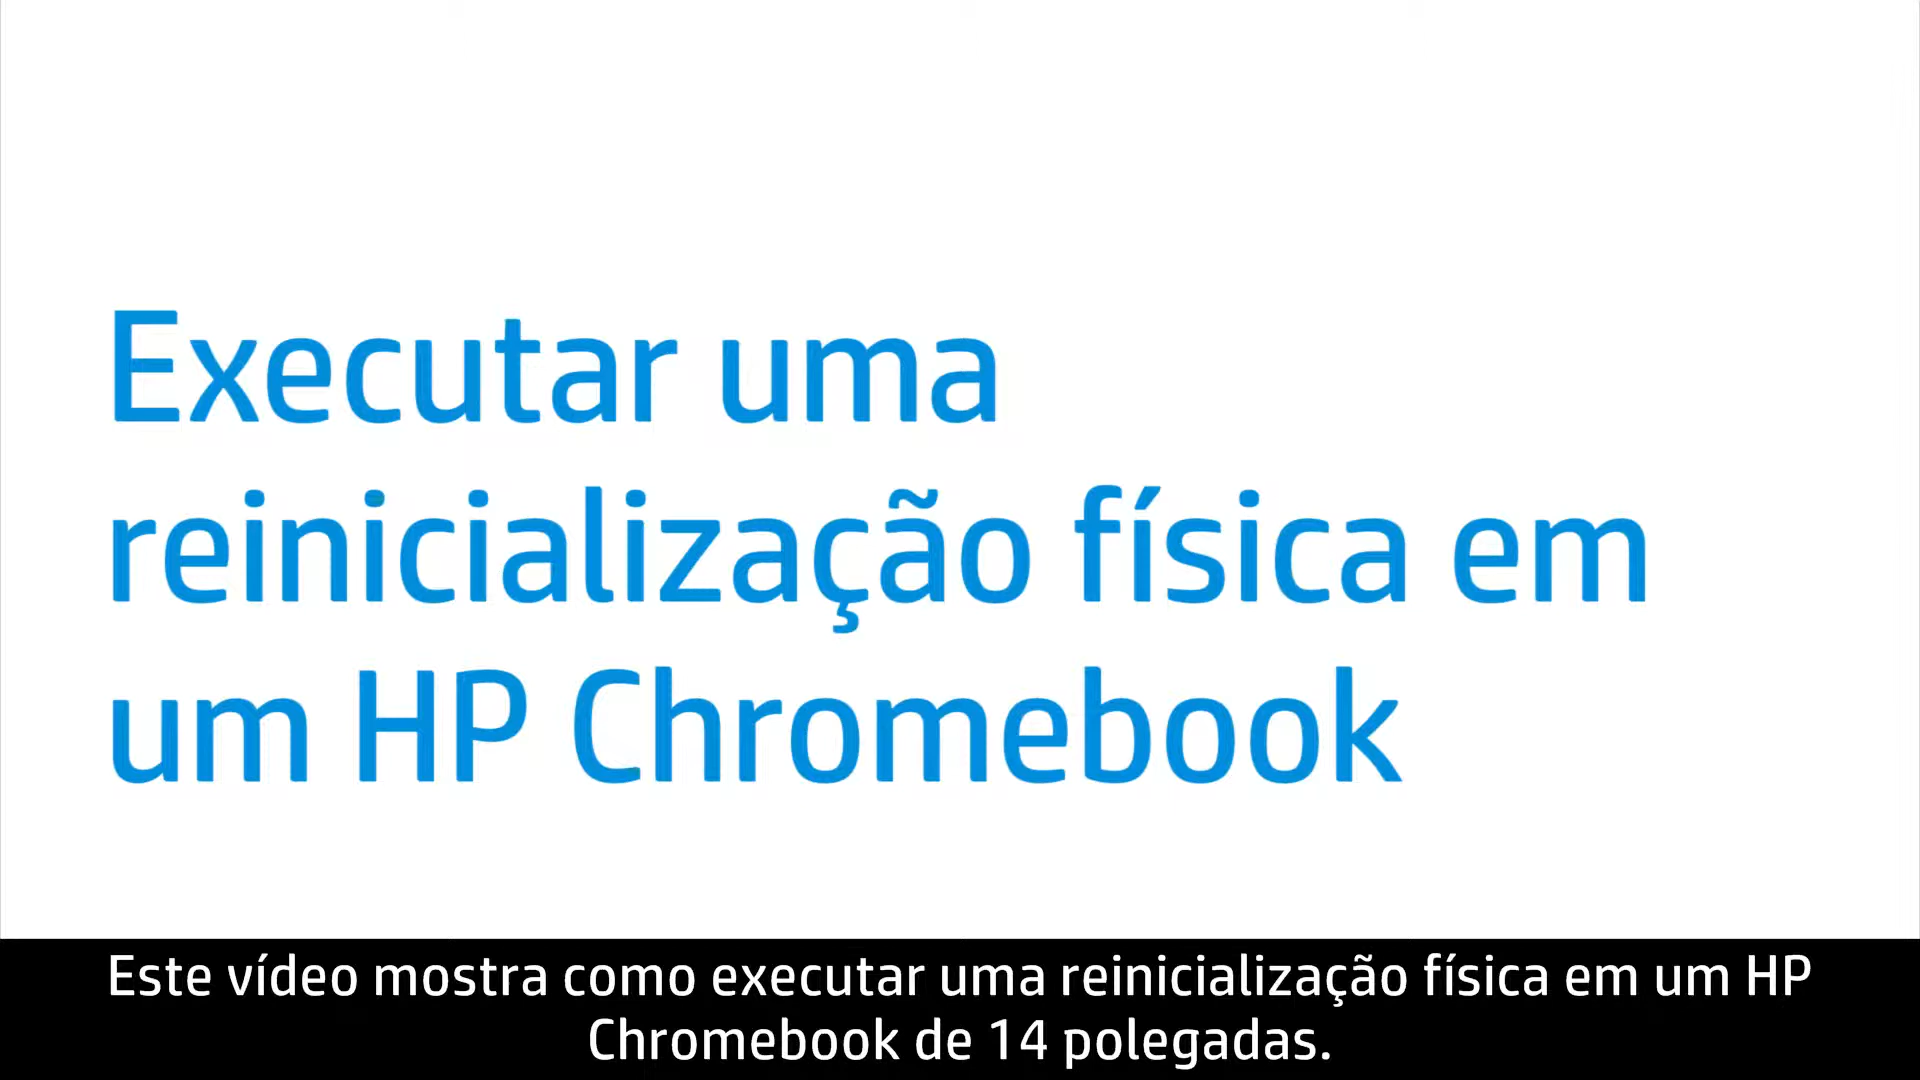 Executar uma
reinicialização física em
um HP Chromebook
Este vídeo mostra como executar uma reinicialização física em um HP
Chromebook de 14 polegadas.